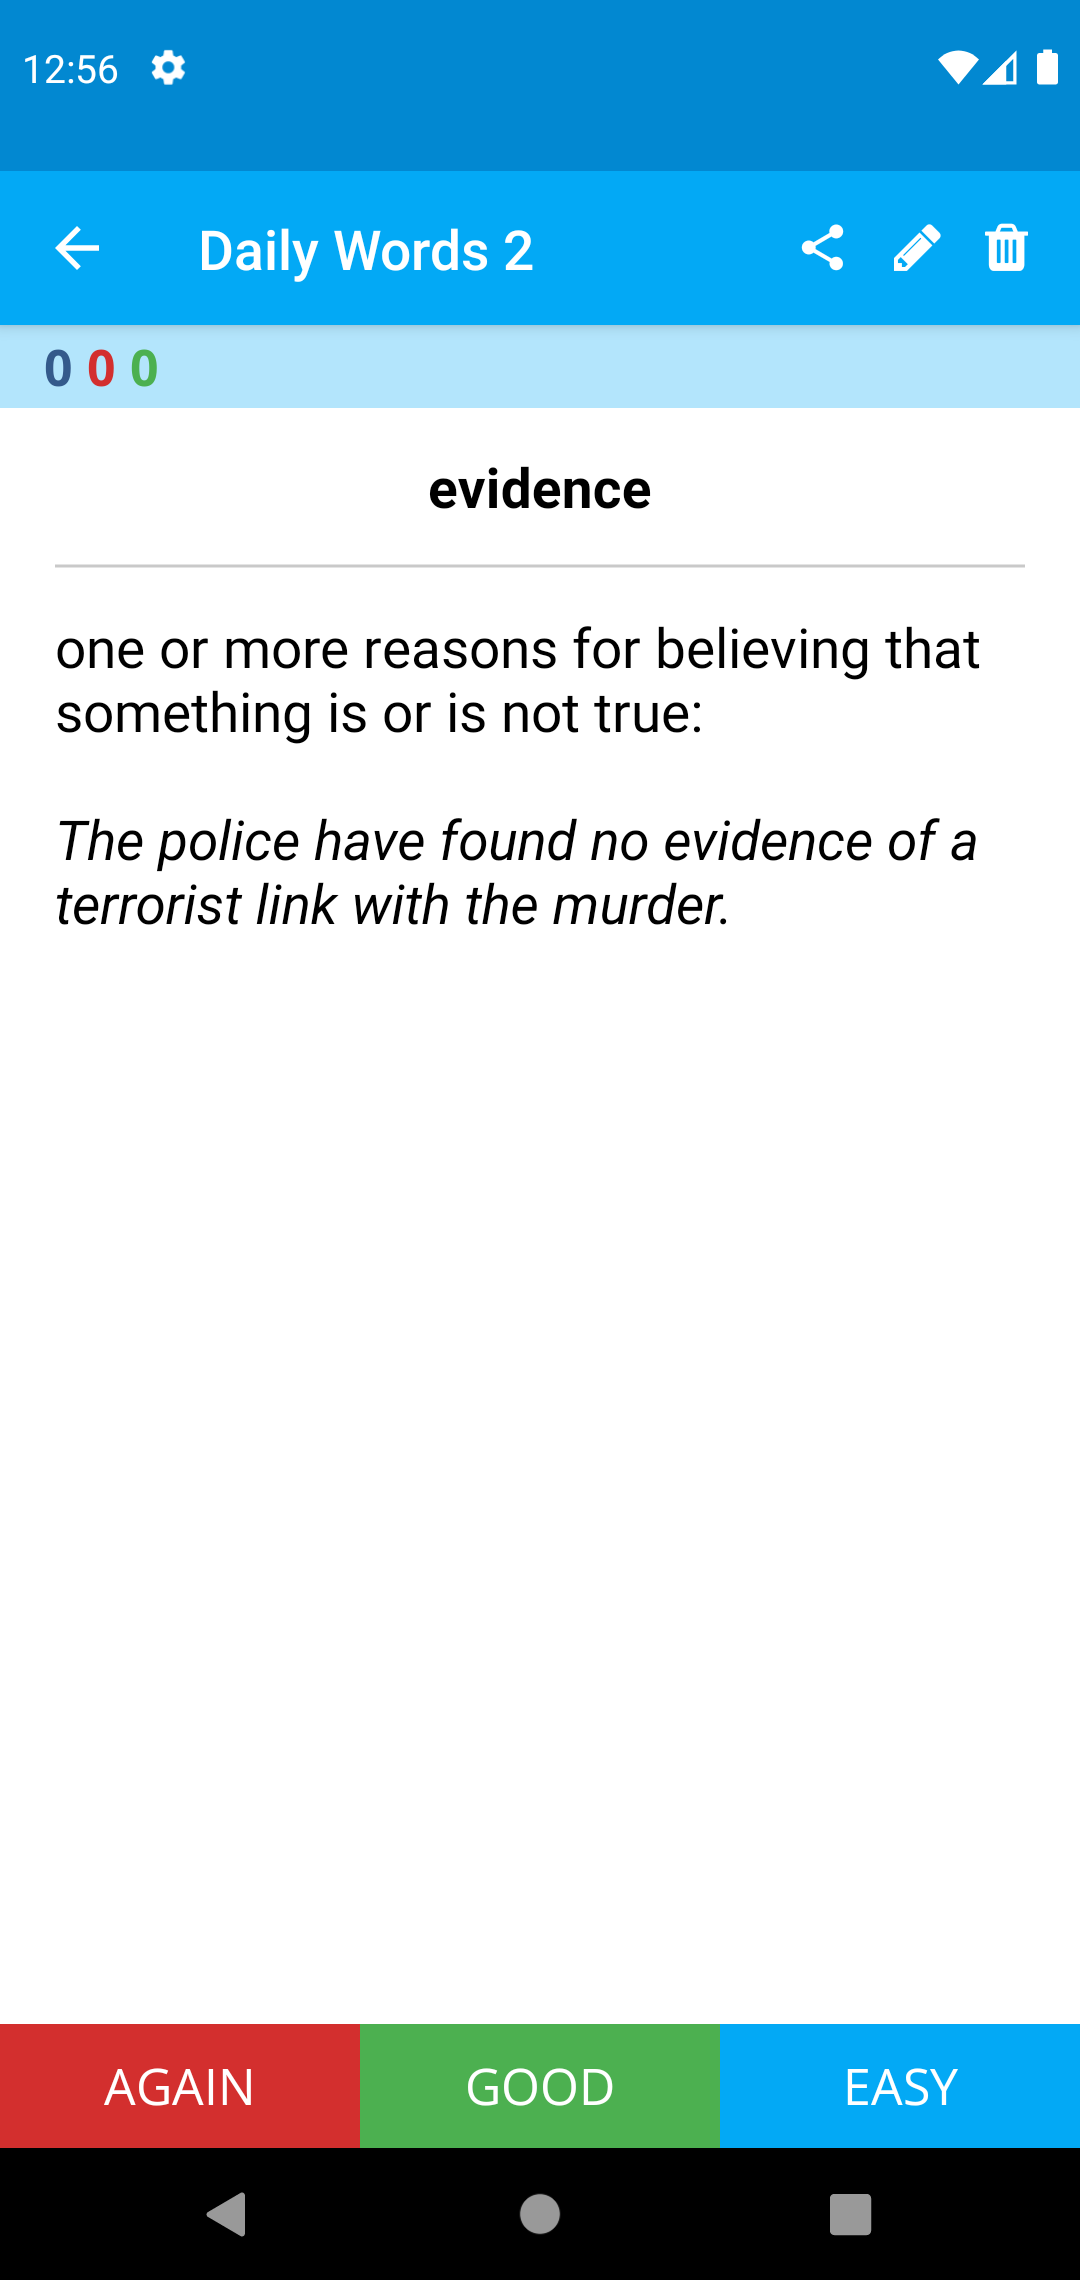 12:56
Daily Words 2
0 0 0
evidence
one or more reasons for believing that
something is or is not true:
The police have found no evidence of a
terrorist link with the murder.
AGAIN GOOD EASY